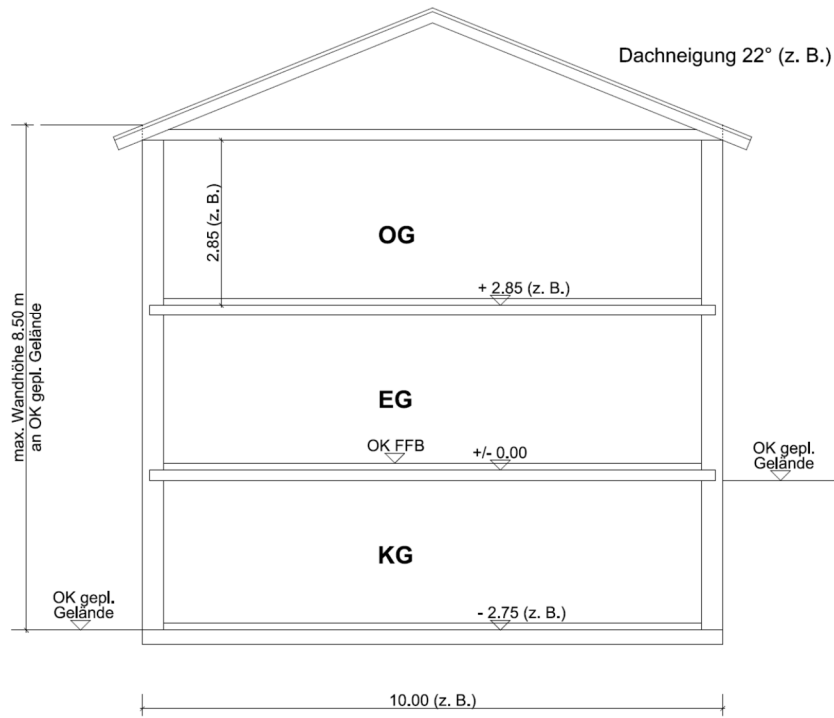 Dachneigung 22° (z. B.)
max. Wandhöhe 8.50 m
an OK gepl. Gelände
2.85 (z. B.)
OG
+ 2.85 (z. B.)
EG
OK FFB
+/- 0.00
OK gepl.
Gelände
KG
OK gepl.
Gelände
- 2.75 (z. B.)
10.00 (z. B.)